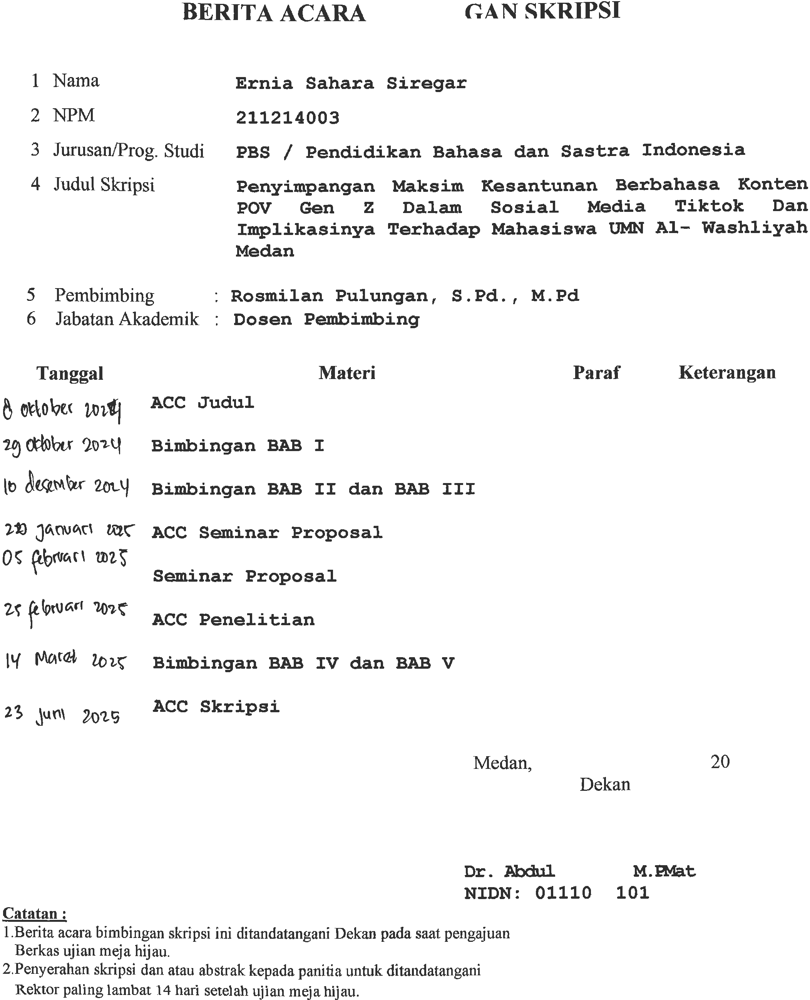 BERITA ACARA GAN SKRIPSI
1 Nama Ernia Sahara Siregar
2 NPM 211214003
3 Jurusan/Prog. Studi PBS / Pendidikan Bahasa dan Sastra Indonesia
4 Judul Skripsi Penyimpangan Maksim Kesantunan Berbahasa Konten
POV Gen Z Dalam Sosial Media Tiktok Dan
Implikasinya Terhadap Mahasiswa UMN Al- Washliyah
Medan
5 Pembimbing : Rosmilan Pulungan, S.Pd., M.Pd
6 Jabatan Akademik : Dosen Pembimbing
Tanggal Materi Paraf Keterangan
8 oktober 2024 ACC Judul
29 oktober 2024 Bimbingan BAB I
10 desember 2024 Bimbingan BAB II dan BAB III
januari 2025 ACC Seminar Proposal
05 februari 2025
Seminar Proposal
25 februari 2025
ACC Penelitian
14 Maret 2025 Bimbingan BAB IV dan BAB V
23 Juni 2025 ACC Skripsi
Medan, 20
Dekan
Dr. Abdul M.PMat
NIDN: 01110 101
Catatan :
1.Berita acara bimbingan skripsi ini ditandatangani Dekan pada saat pengajuan
Berkas ujian meja hijau.
2.Penyerahan skripsi dan atau abstrak kepada panitia untuk ditandatangani
Rektor paling lambat 14 hari setelah ujian meja hijau.